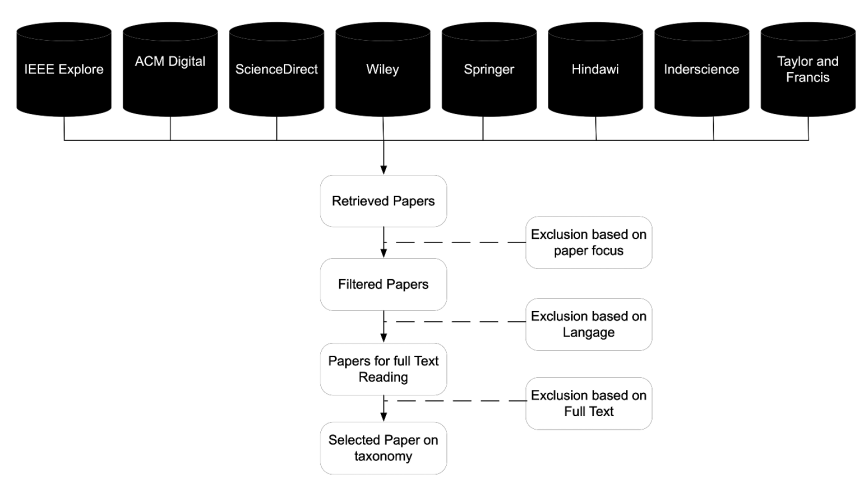 IEEE Explore
ACM Digital
ScienceDirect
Wiley
Springer
Hindawi
Inderscience
Taylor and
Francis
Retrieved Papers
Exclusion based on
paper focus
Filtered Papers
Exclusion based on
Langage
Papers for full Text
Reading
Exclusion based on
Full Text
Selected Paper on
taxonomy